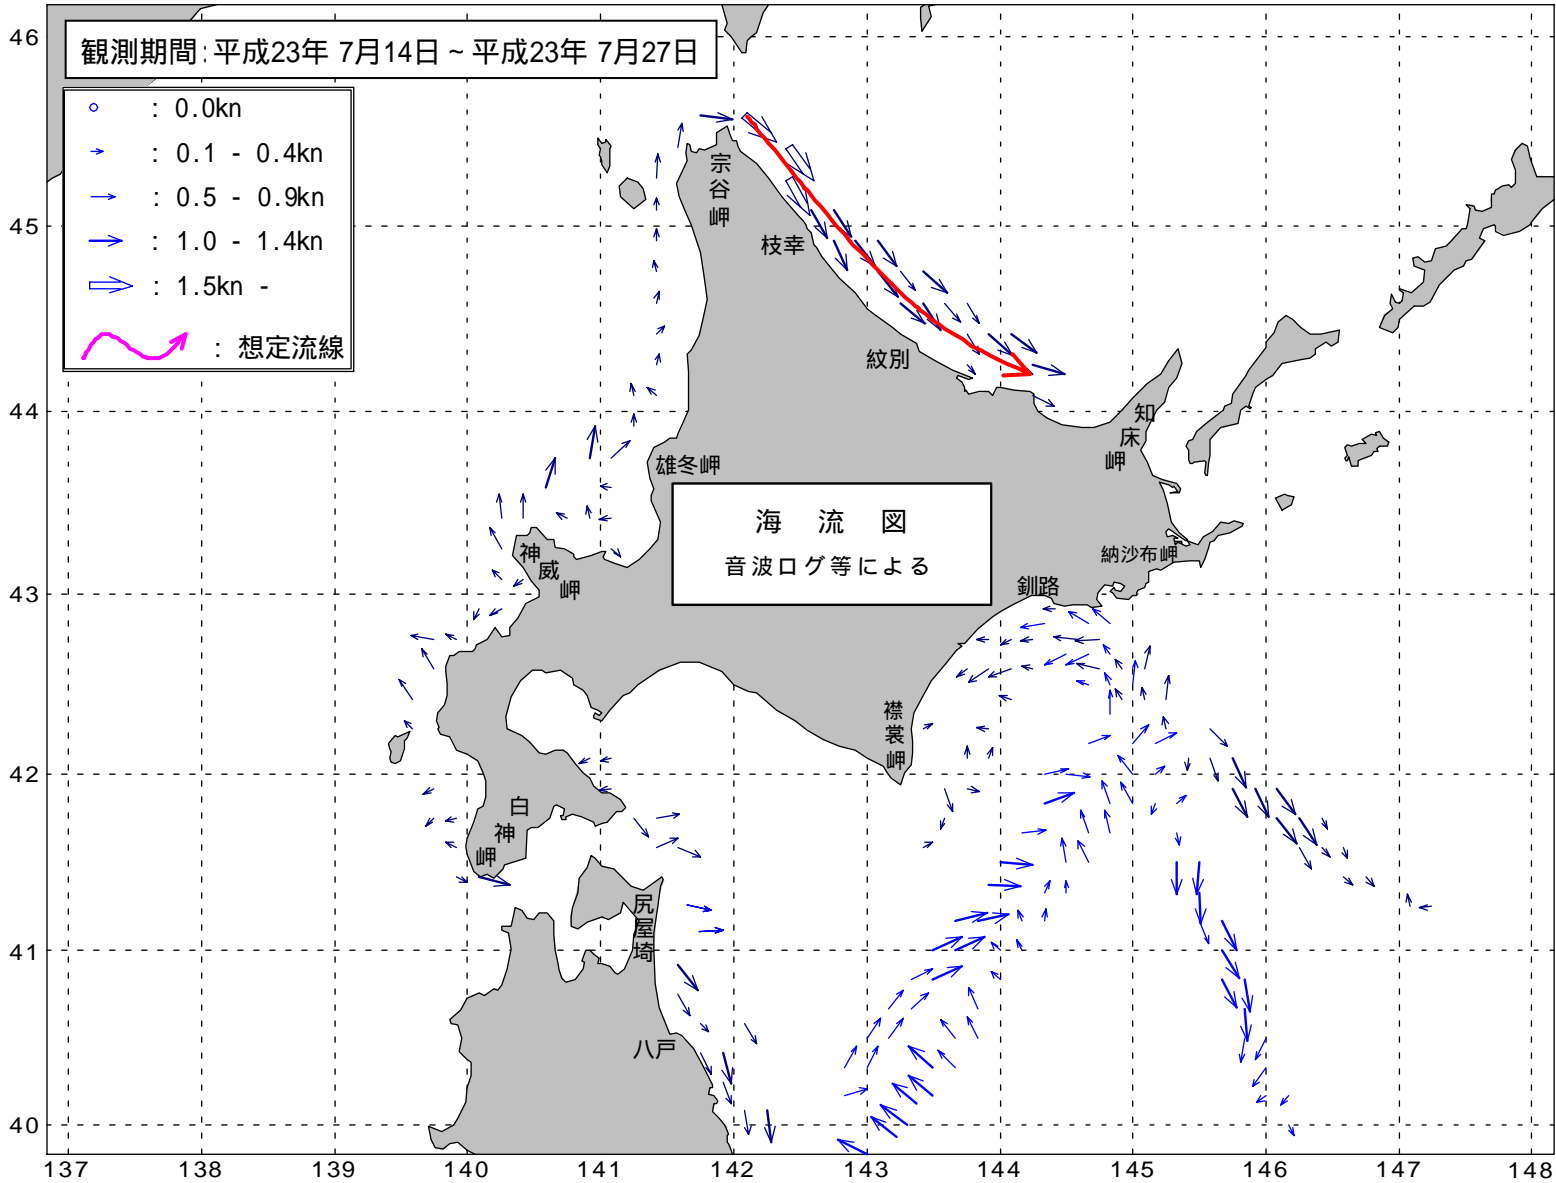 観測期間:平成23年 7月14日 ~ 平成23年 7月27日
: 0.0kn
: 0.1 - 0.4kn
: 0.5 - 0.9kn
: 1.0 - 1.4kn
: 1.5kn -
: 想定流線
海 流 図
音波ログ等による
宗谷岬
枝幸
紋別
知床岬
雄冬岬
納沙布岬
釧路
神威岬
襟裳岬
白神岬
尻屋埼
八戸
46
45
44
43
42
41
40
137 138 139 140 141 142 143 144 145 146 147 148